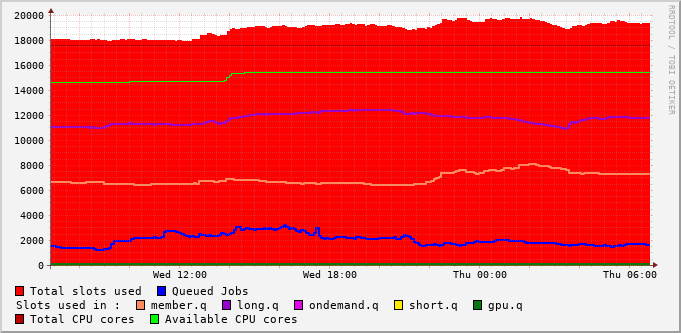 20000
18000
16000
14000
12000
10000
8000
6000
4000
2000
0
Wed 12:00 Wed 18:00 Thu 00:00 Thu 06:00
Total slots used Queued Jobs
Slots used in : member.q long.q ondemand.q short.q gpu.q
Total CPU cores Available CPU cores
RRDTOOL / TOBI OETIKER